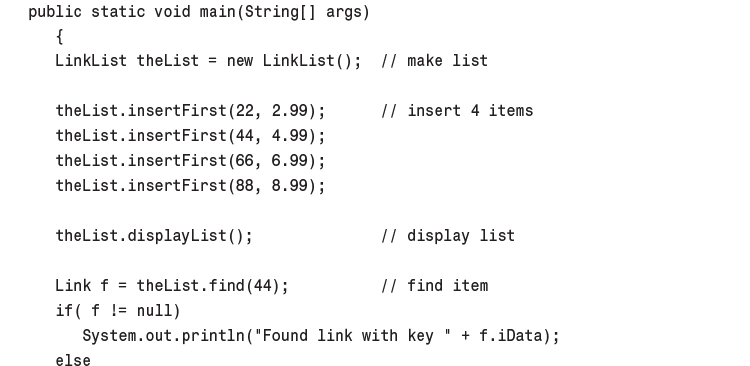 public static void main(String[] args)
{
LinkList theList = new LinkList();  // make list
theList.insertFirst(22, 2.99);      // insert 4 items
theList.insertFirst(44, 4.99);
theList.insertFirst(66, 6.99);
theList.insertFirst(88, 8.99);
theList.displayList();              // display list
Link f = theList.find(44);          // find item
if( f != null)
System.out.println("Found link with key " + f.iData);
else